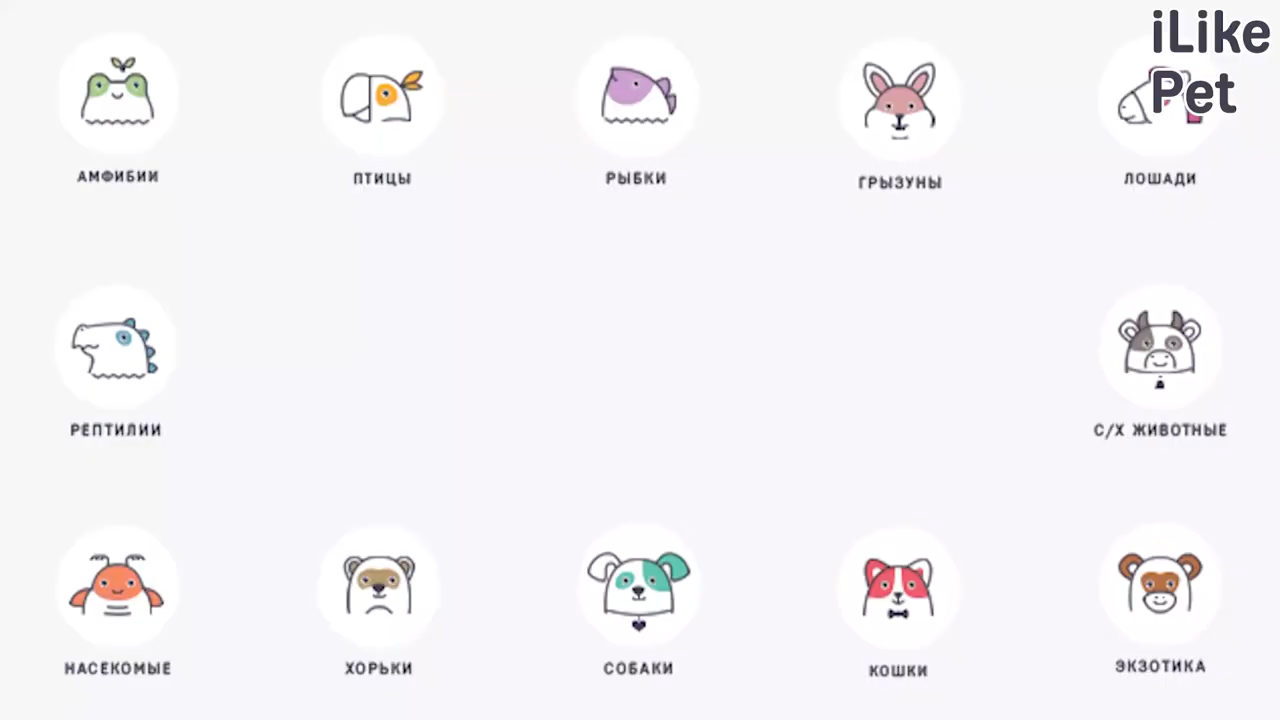 iLike
Pet
АМФИБИИ
ПТИЦЫ
РЫБКИ
ГРЫЗУНЫ
ЛОШАДИ
РЕПТИЛИИ
С/Х ЖИВОТНЫЕ
НАСЕКОМЫЕ
ХОРЬКИ
СОБАКИ
КОШКИ
ЭКЗОТИКА